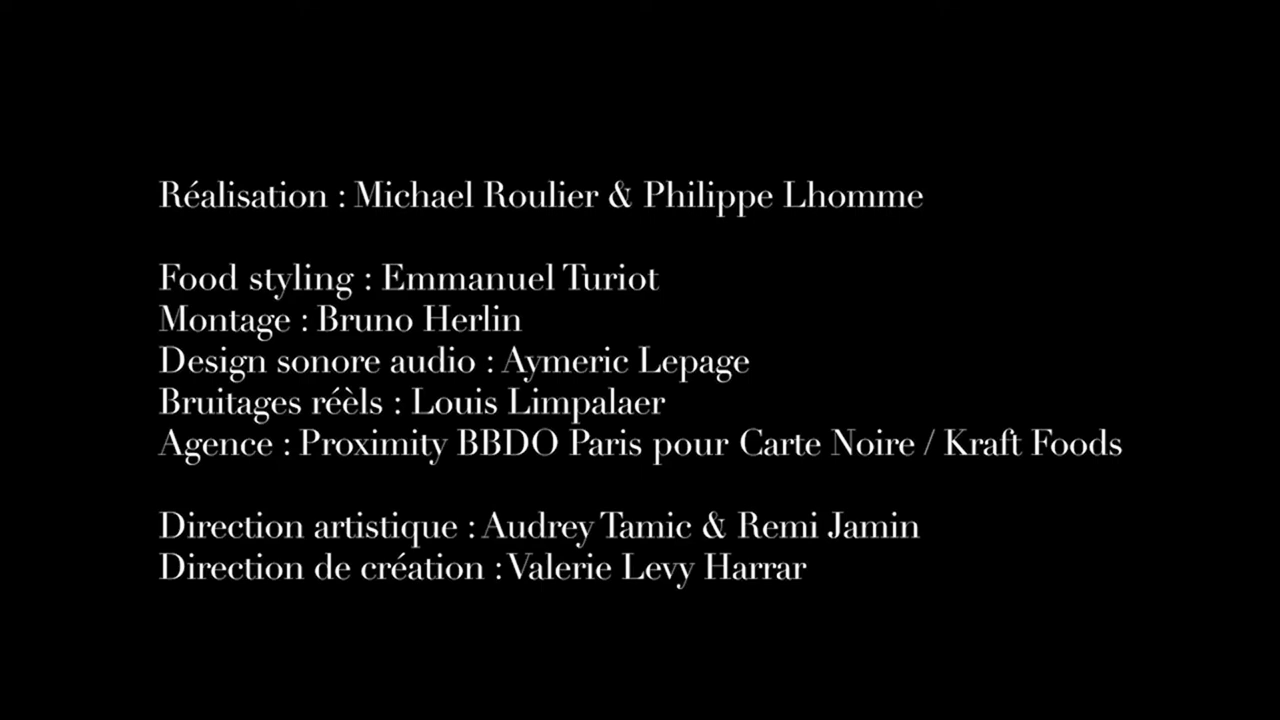 Réalisation : Michael Roulier & Philippe Lhomme
Food styling : Emmanuel Turiot
Montage : Bruno Herlin
Design sonore audio : Aymeric Lepage
Bruitages réèls : Louis Limpalaer
Agence : Proximity BBDO Paris pour Carte Noire / Kraft Foods
Direction artistique : Audrey Tamic & Remi Jamin
Direction de création : Valerie Levy Harrar